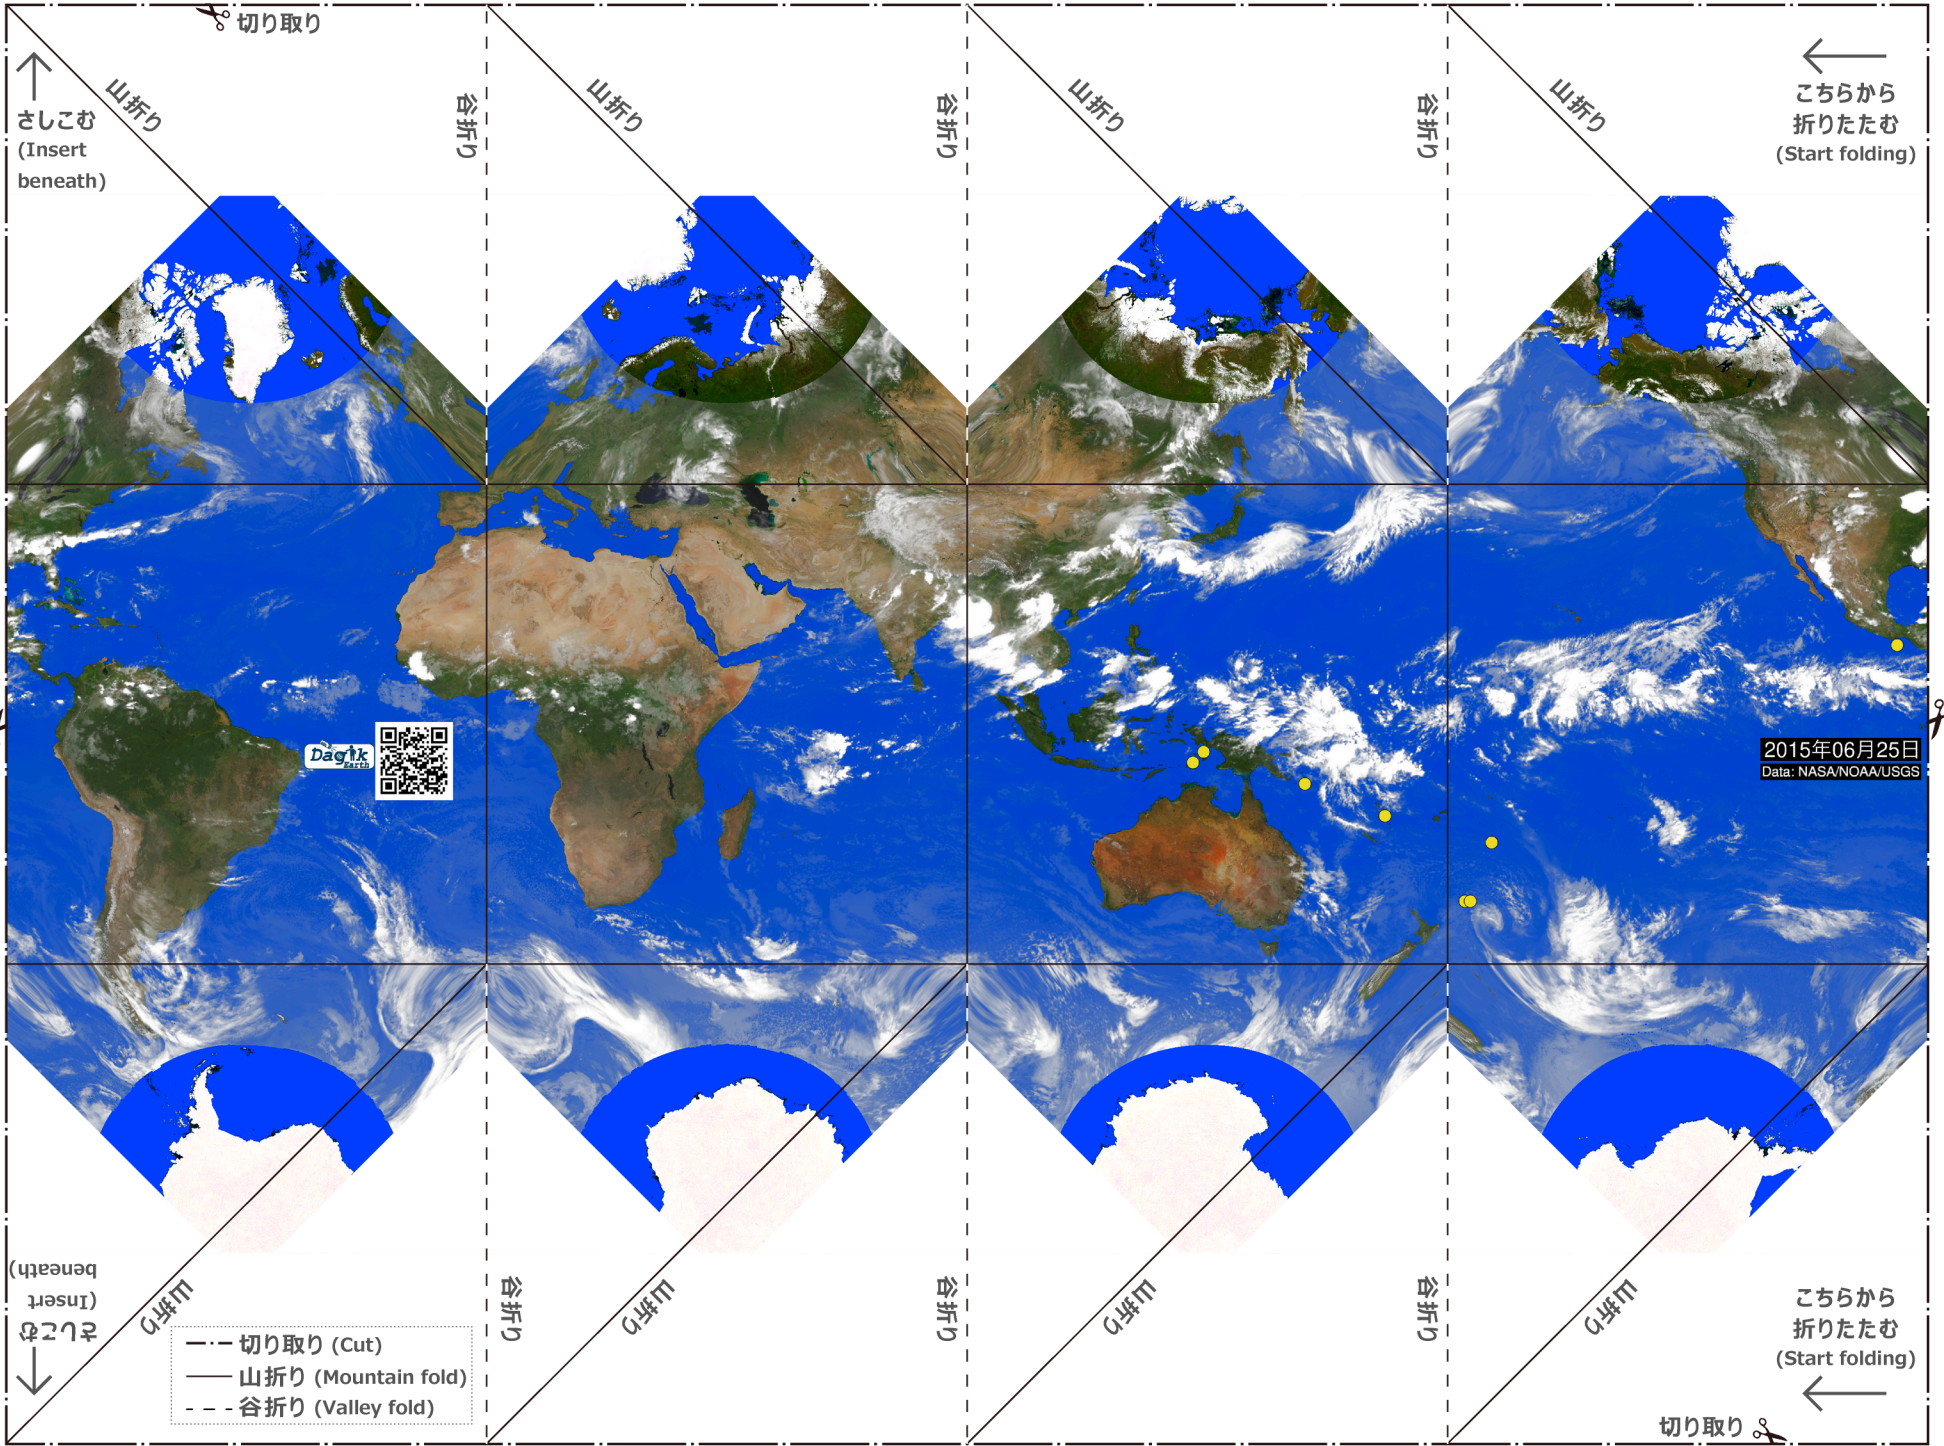 切り取り
山折り
谷折り
山折り
谷折り
山折り
谷折り
山折り
さしこむ
(Insert
beneath)
こちらから
折りたたむ
(Start folding)
Dagik
Earth
2015年06月25日
Data: NASA/NOAA/USGS
さしこむ
(Insert
beneath)
山折り
谷折り
山折り
谷折り
山折り
谷折り
山折り
こちらから
折りたたむ
(Start folding)
切り取り (Cut)
山折り (Mountain fold)
谷折り (Valley fold)
切り取り